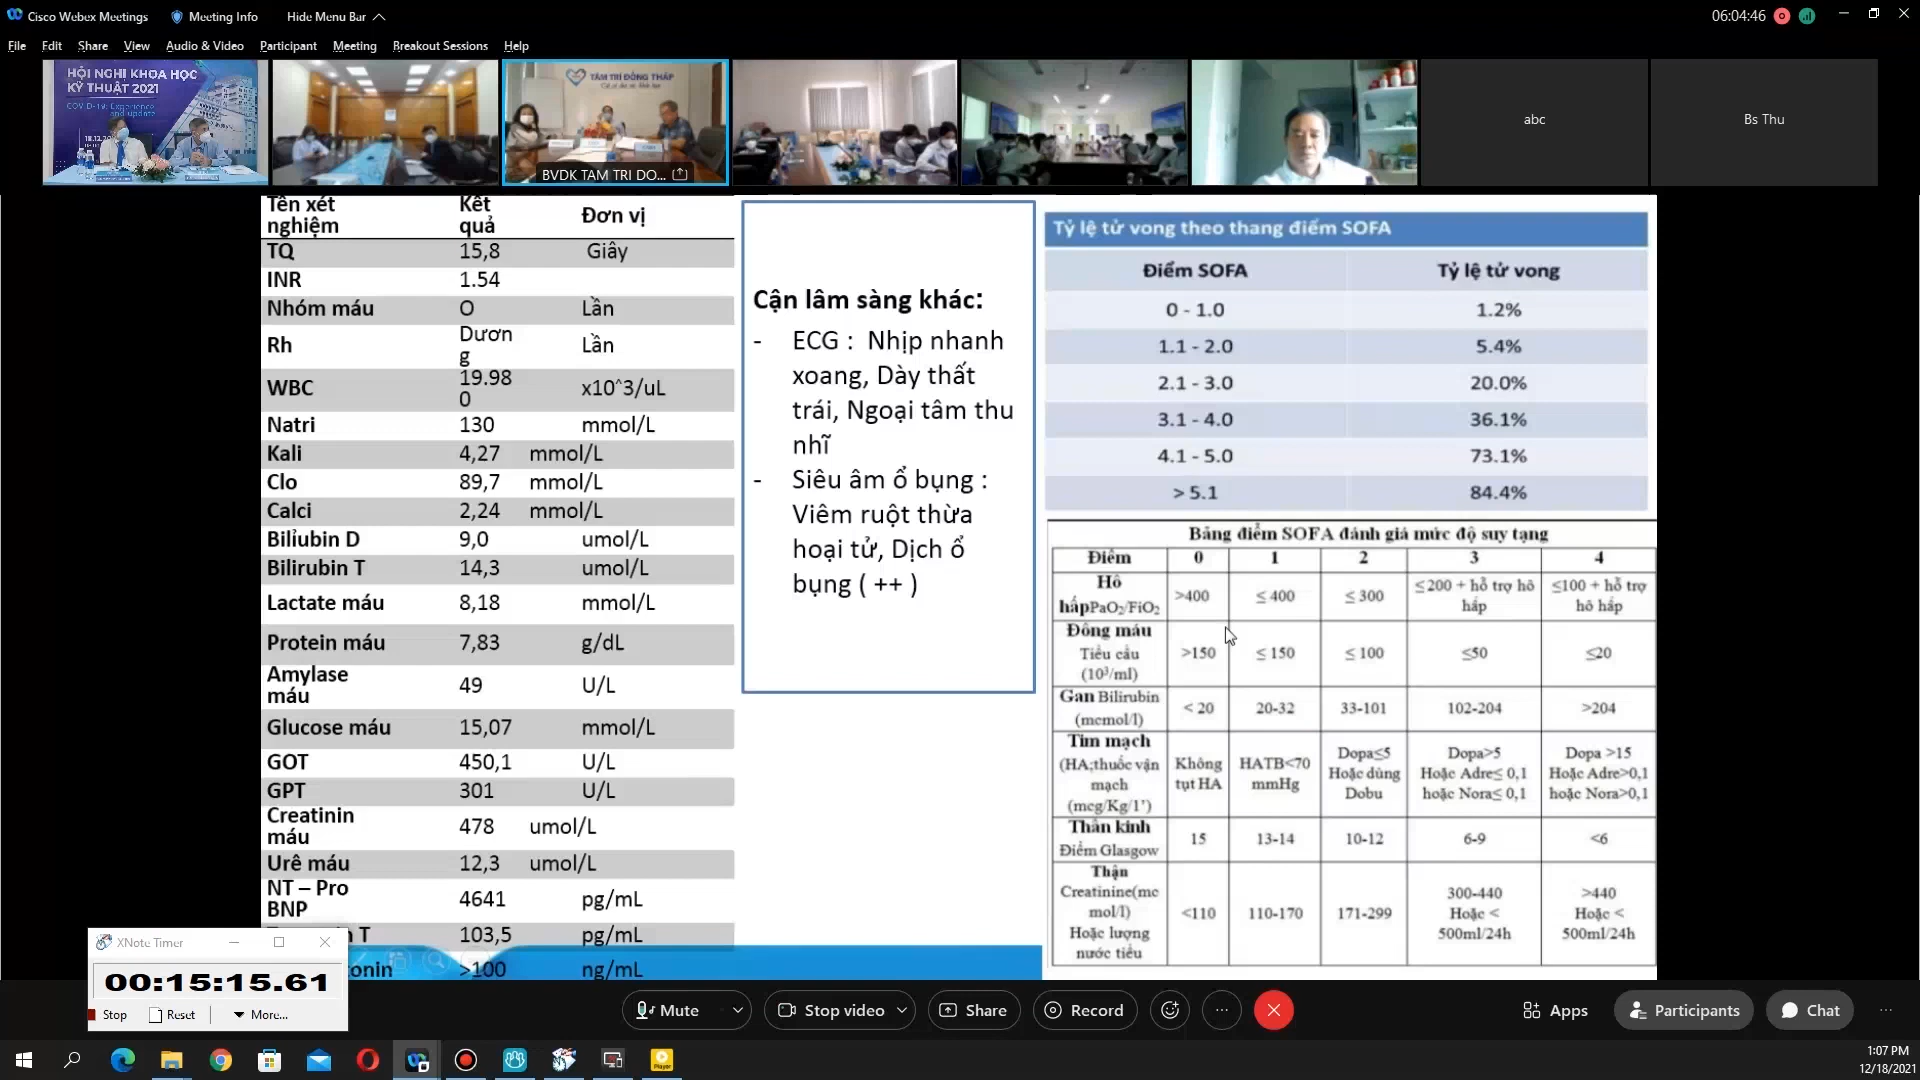 Cisco Webex Meetings
Meeting Info
Hide Menu Bar
06:04:46
File Edit Share View Audio & Video Participant Meeting Breakout Sessions Help
HỘI NGHỊ KHOA HỌC
KỸ THUẬT 2021
COVID-19: Experience
and update
TÂM TRÍ ĐỒNG THÁP
BVDK TAM TRI DO...
abc
Bs Thu
Tên xét nghiệm Kết quả Đơn vị
TQ 15,8 Giây
INR 1.54
Nhóm máu O Lần
Rh Dương Lần
WBC 19.980 x10^3/uL
Natri 130 mmol/L
Kali 4,27 mmol/L
Clo 89,7 mmol/L
Calci 2,24 mmol/L
Biliubin D 9,0 umol/L
Bilirubin T 14,3 umol/L
Lactate máu 8,18 mmol/L
Protein máu 7,83 g/dL
Amylase máu 49 U/L
Glucose máu 15,07 mmol/L
GOT 450,1 U/L
GPT 301 U/L
Creatinin máu 478 umol/L
Urê máu 12,3 umol/L
NT – Pro BNP 4641 pg/mL
T 103,5 pg/mL
onin >100 ng/mL
Cận lâm sàng khác:
- ECG : Nhịp nhanh
xoang, Dày thất
trái, Ngoại tâm thu
nhĩ
- Siêu âm ổ bụng :
Viêm ruột thừa
hoại tử, Dịch ổ
bụng ( ++ )
Tỷ lệ tử vong theo thang điểm SOFA
Điểm SOFA Tỷ lệ tử vong
0 - 1.0 1.2%
1.1 - 2.0 5.4%
2.1 - 3.0 20.0%
3.1 - 4.0 36.1%
4.1 - 5.0 73.1%
> 5.1 84.4%
Bảng điểm SOFA đánh giá mức độ suy tạng
Điểm 0 1 2 3 4
Hô hấp PaO2/FiO2 >400 ≤ 400 ≤ 300 ≤200 + hỗ trợ hô hấp ≤100 + hỗ trợ hô hấp
Đông máu Tiểu cầu (10³/ml) >150 ≤ 150 ≤ 100 ≤50 ≤20
Gan Bilirubin (mcmol/l) < 20 20-32 33-101 102-204 >204
Tim mạch (HA;thuốc vận mạch (mcg/Kg/1’) Không tụt HA HATB<70 mmHg Dopa≤5 Hoặc dùng Dobu Dopa>5 Hoặc Adre≤ 0,1 hoặc Nora≤ 0,1 Dopa >15 Hoặc Adre>0,1 hoặc Nora>0,1
Thần kinh Điểm Glasgow 15 13-14 10-12 6-9 <6
Thận Creatinine(mcmol/l) Hoặc lượng nước tiểu <110 110-170 171-299 300-440 Hoặc < 500ml/24h >440 Hoặc < 500ml/24h
XNote Timer
00:15:15.61
Stop Reset More...
Mute
Stop video
Share
Record
Apps
Participants
Chat
1:07 PM
12/18/2021